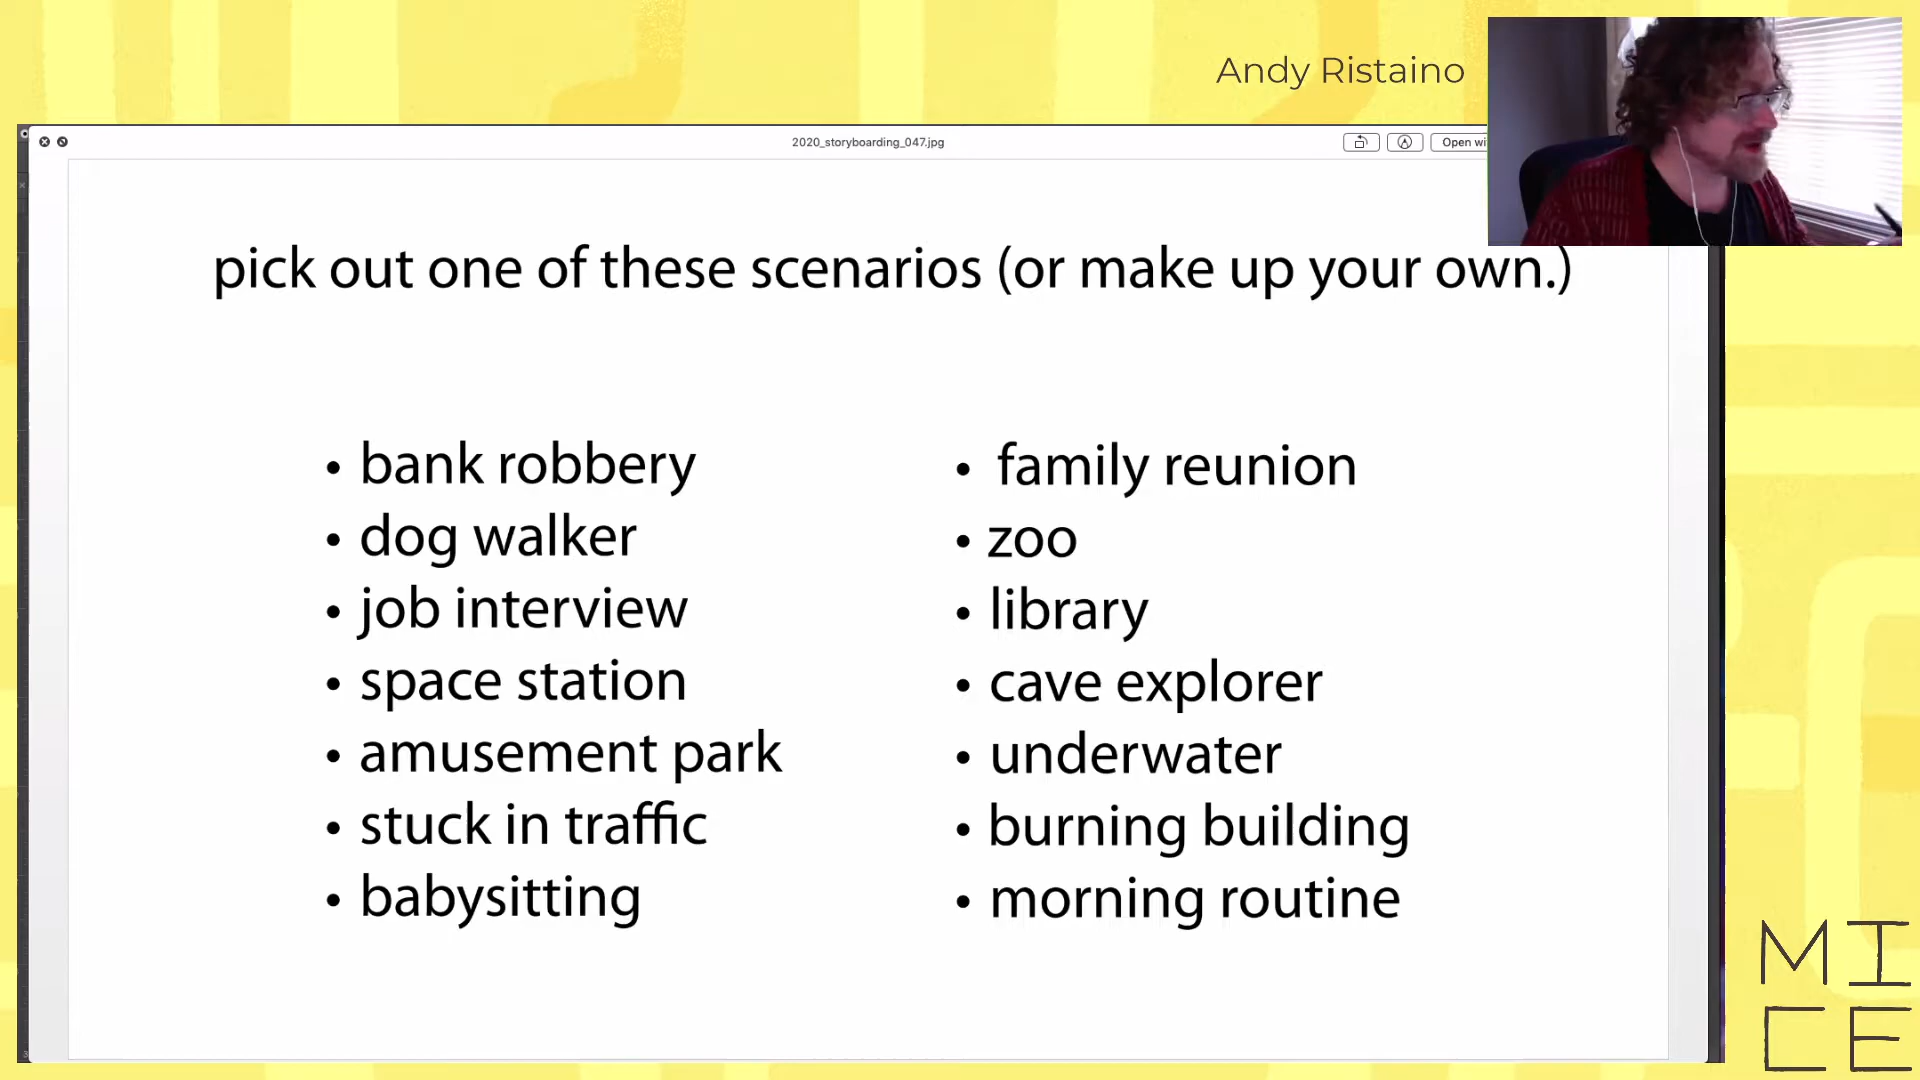 Andy Ristaino
2020_storyboarding_047.jpg
Open wi
pick out one of these scenarios (or make up your own.)
• bank robbery
• dog walker
• job interview
• space station
• amusement park
• stuck in traffic
• babysitting
• family reunion
• zoo
• library
• cave explorer
• underwater
• burning building
• morning routine
MI
CE